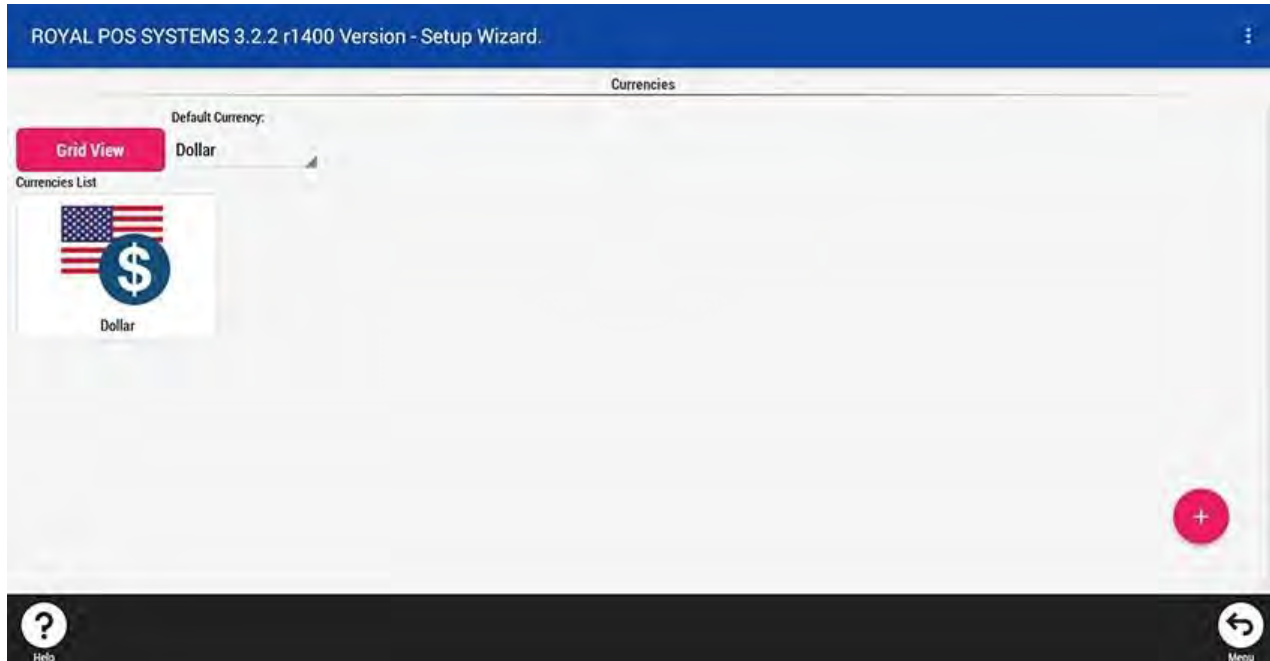 ROYAL POS SYSTEMS 3.2.2 r1400 Version - Setup Wizard.
Currencies
Default Currency:
Grid View
Dollar
Currencies List
$
Dollar
+
?
Help
Menu